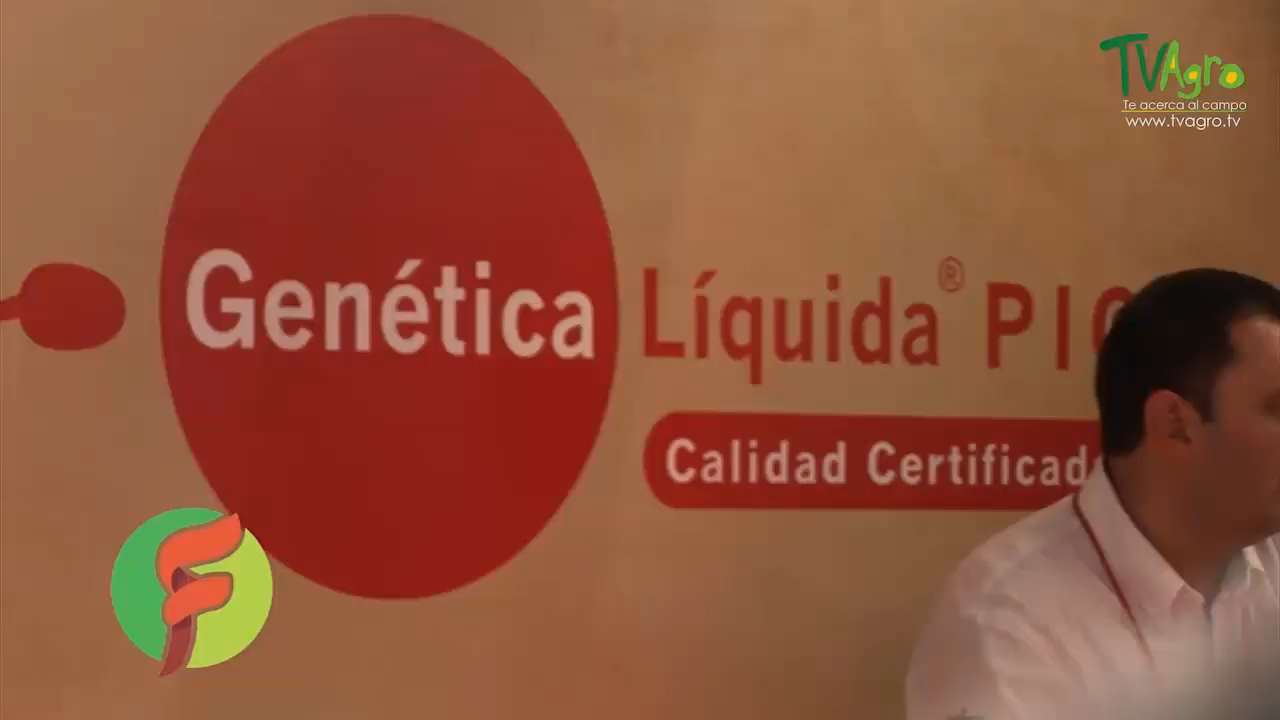 TVAgro
Te acerca al campo
www.tvagro.tv
Genética Líquida® PI
Calidad Certificad
F